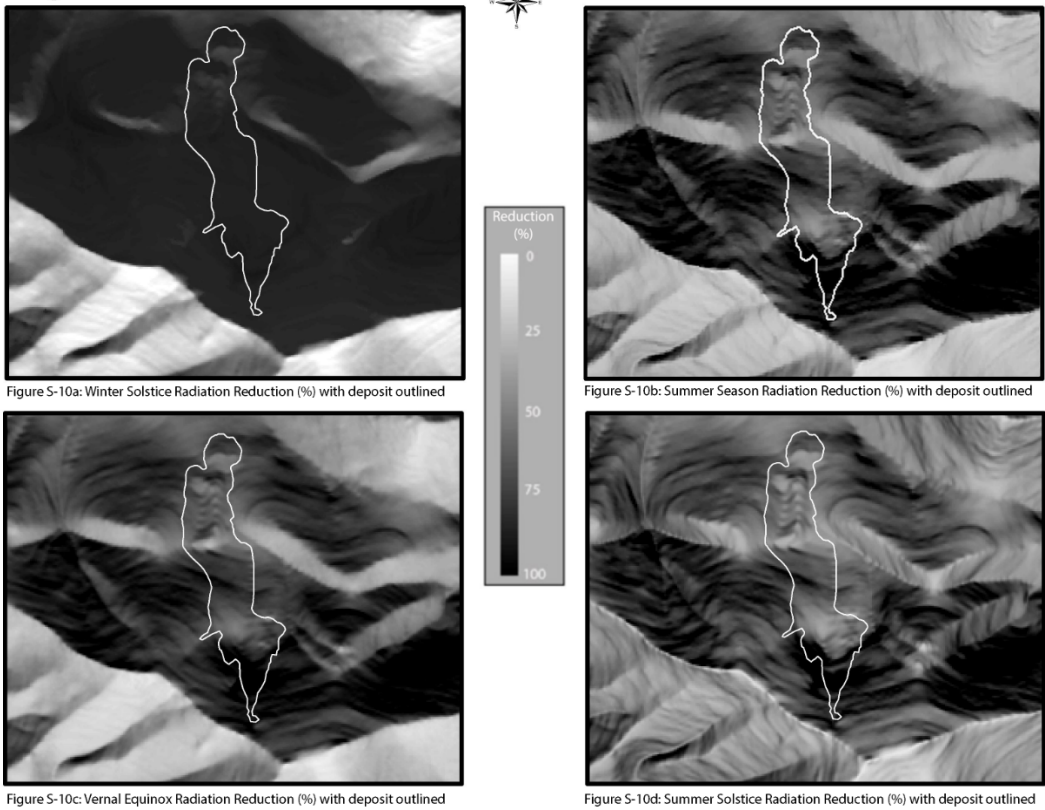 N
W E
S
Figure S-10a: Winter Solstice Radiation Reduction (%) with deposit outlined
Figure S-10b: Summer Season Radiation Reduction (%) with deposit outlined
Reduction
(%)
0
25
50
75
100
Figure S-10c: Vernal Equinox Radiation Reduction (%) with deposit outlined
Figure S-10d: Summer Solstice Radiation Reduction (%) with deposit outlined